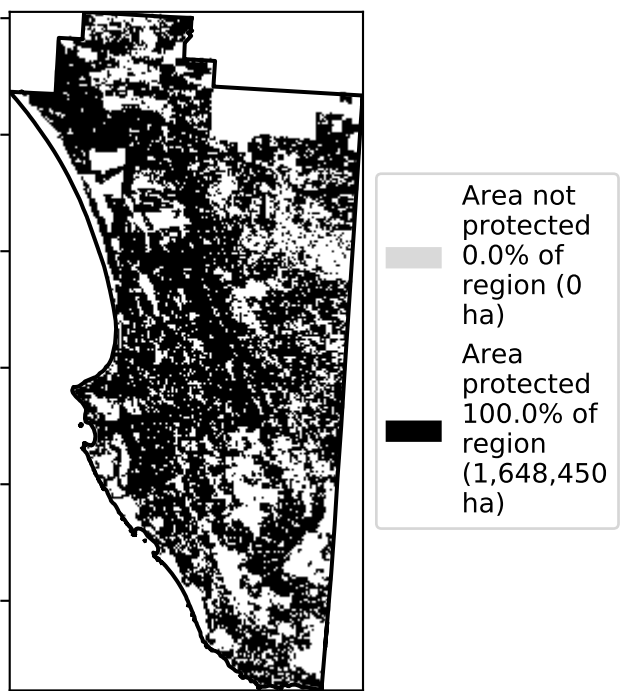 Area not
protected
0.0% of
region (0
ha)
Area
protected
100.0% of
region
(1,648,450
ha)